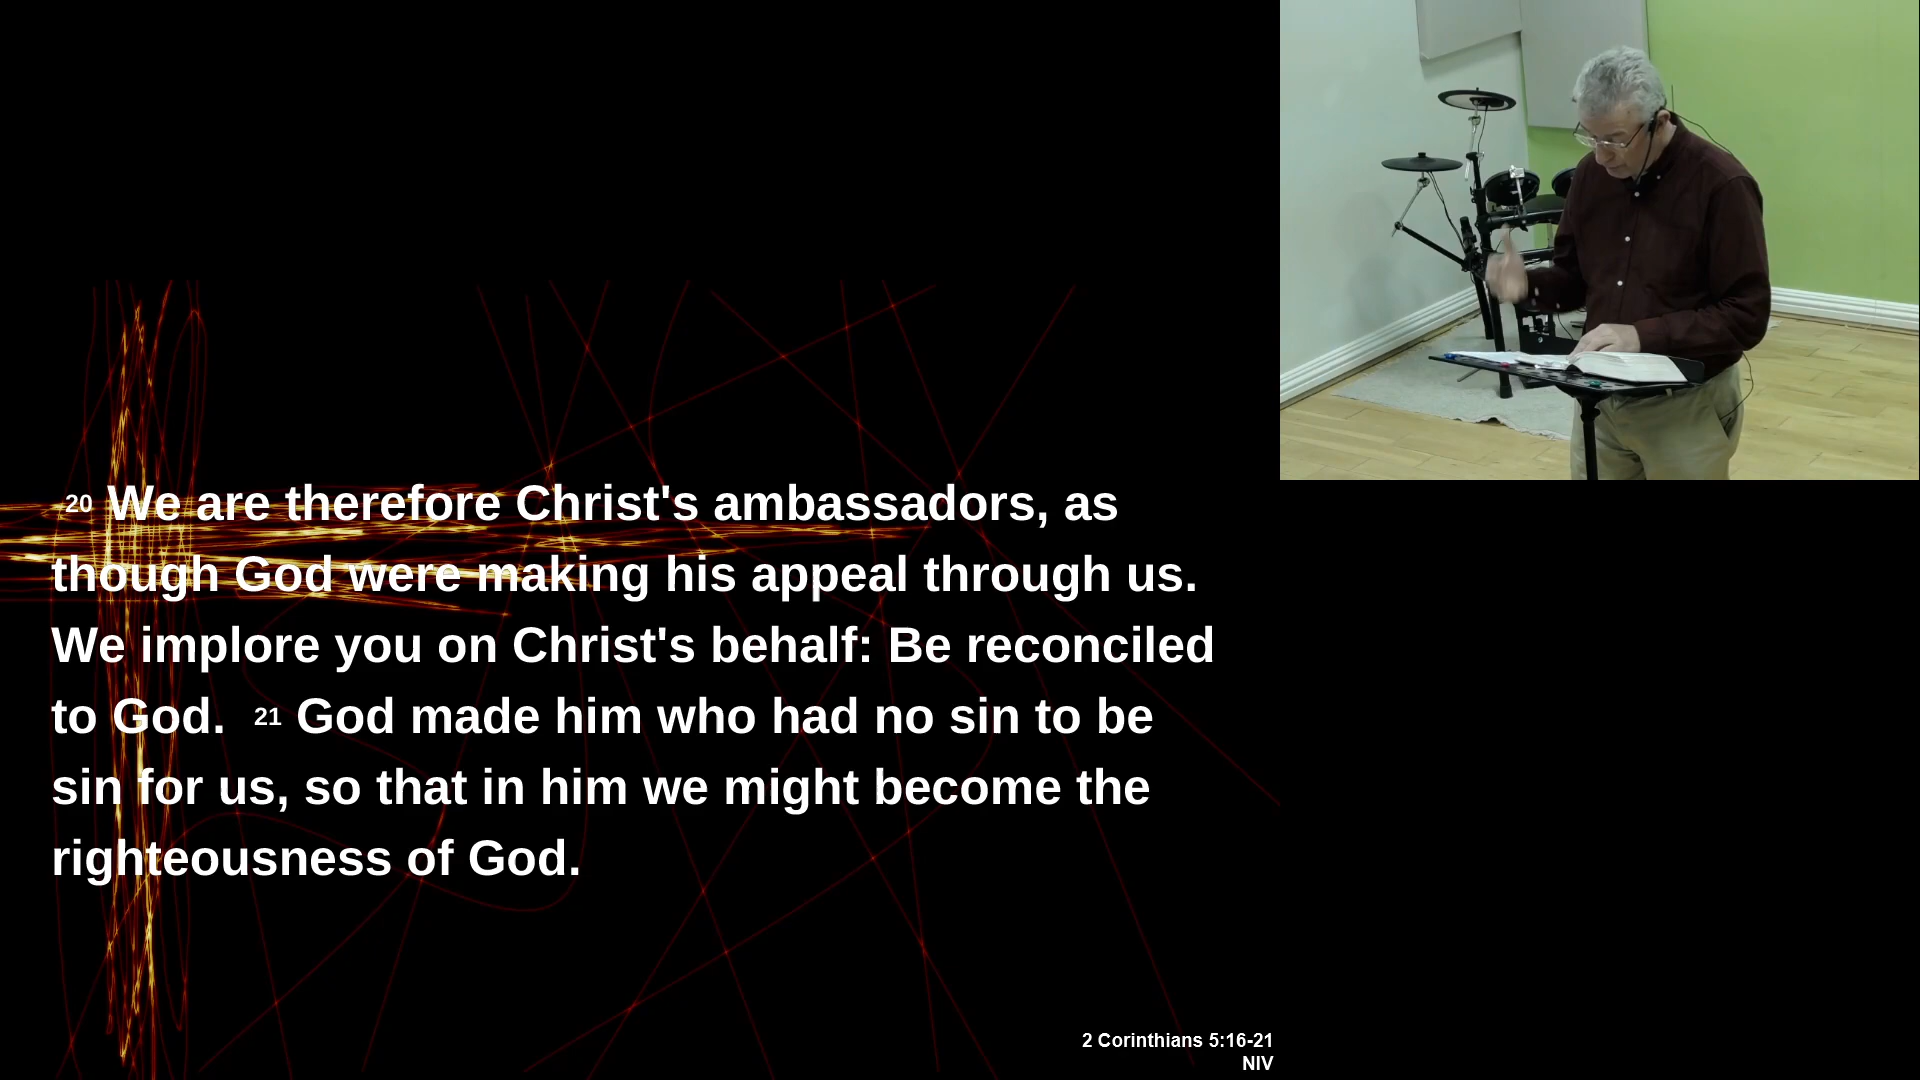 20 We are therefore Christ's ambassadors, as
though God were making his appeal through us.
We implore you on Christ's behalf: Be reconciled
to God. 21 God made him who had no sin to be
sin for us, so that in him we might become the
righteousness of God.
2 Corinthians 5:16-21
NIV